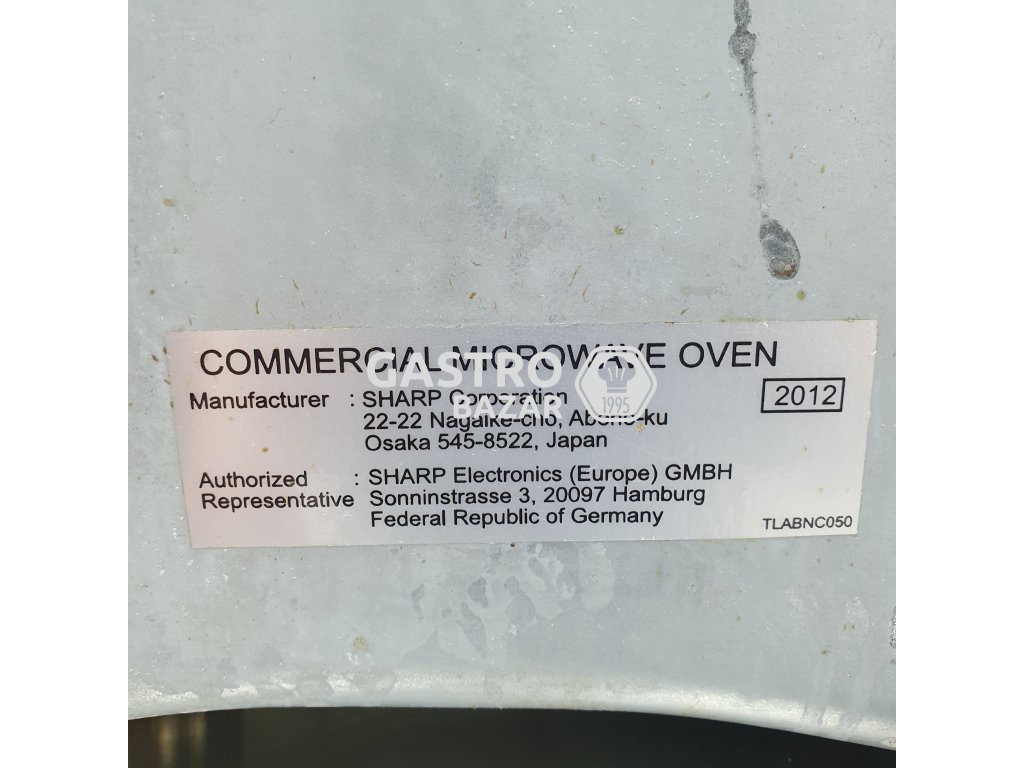 COMMERCIAL MICROWAVE OVEN
Manufacturer : SHARP Corporation
22-22 Nagaike-cho, Abeno-ku
Osaka 545-8522, Japan
2012
Authorized Representative : SHARP Electronics (Europe) GMBH
Sonninstrasse 3, 20097 Hamburg
Federal Republic of Germany
TLABNC050
GASTRO
BAZAR
1995